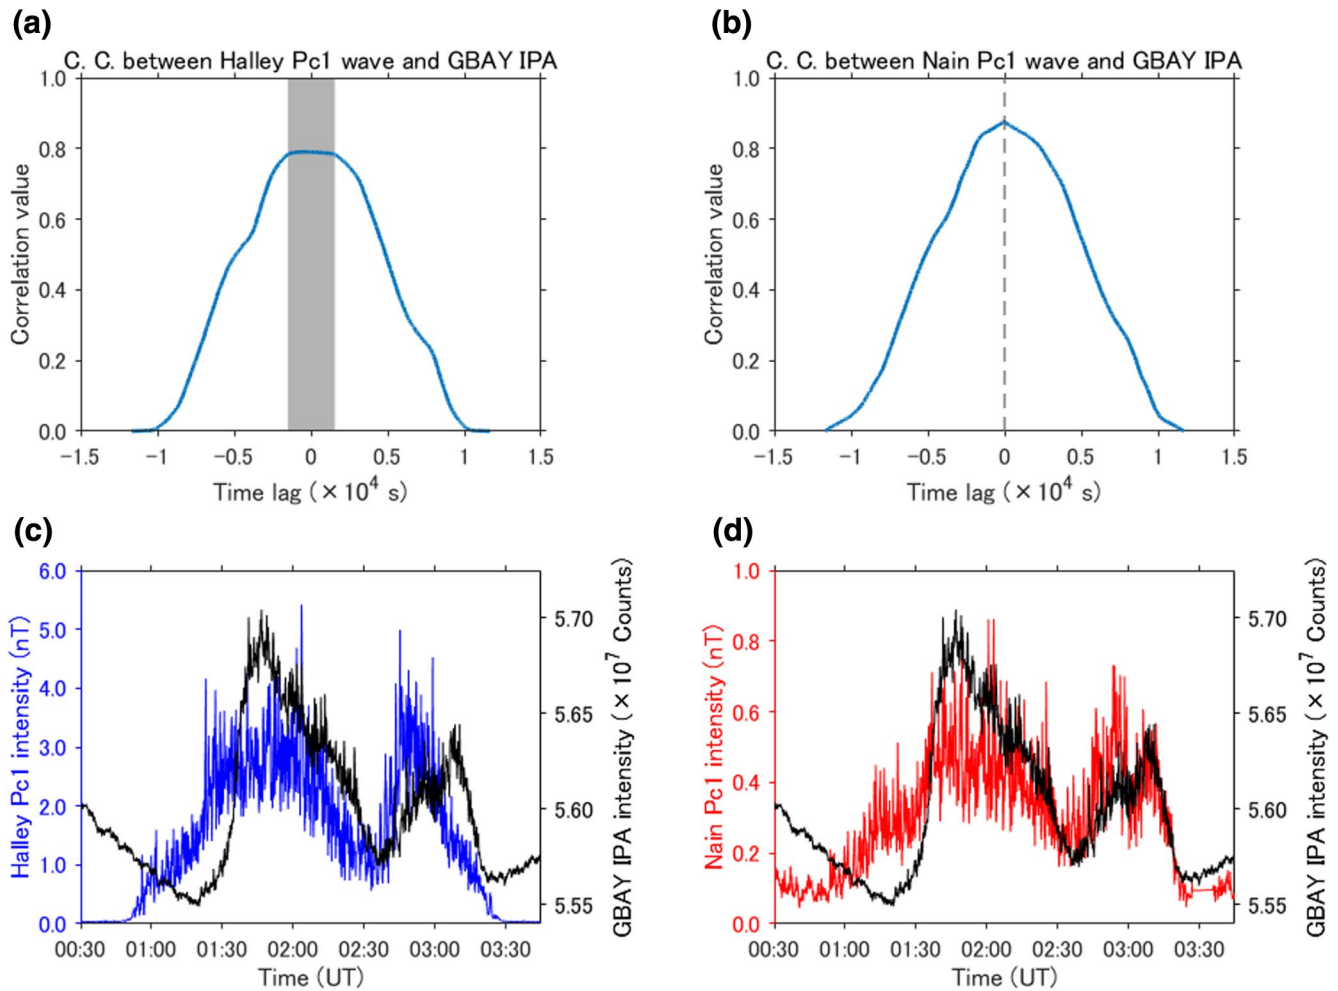 (a)
C. C. between Halley Pc1 wave and GBAY IPA
Correlation value
1.0
0.8
0.6
0.4
0.2
0.0
−1.5 −1 −0.5 0 0.5 1 1.5
Time lag (×10⁴ s)
(b)
C. C. between Nain Pc1 wave and GBAY IPA
Correlation value
1.0
0.8
0.6
0.4
0.2
0.0
−1.5 −1 −0.5 0 0.5 1 1.5
Time lag (×10⁴ s)
(c)
Halley Pc1 intensity (nT)
6.0
5.0
4.0
3.0
2.0
1.0
0.0
00:30 01:00 01:30 02:00 02:30 03:00 03:30
Time (UT)
5.70
5.65
5.60
5.55
GBAY IPA intensity (×10⁷ Counts)
(d)
Nain Pc1 intensity (nT)
1.0
0.8
0.6
0.4
0.2
0.0
00:30 01:00 01:30 02:00 02:30 03:00 03:30
Time (UT)
5.70
5.65
5.60
5.55
GBAY IPA intensity (×10⁷ Counts)